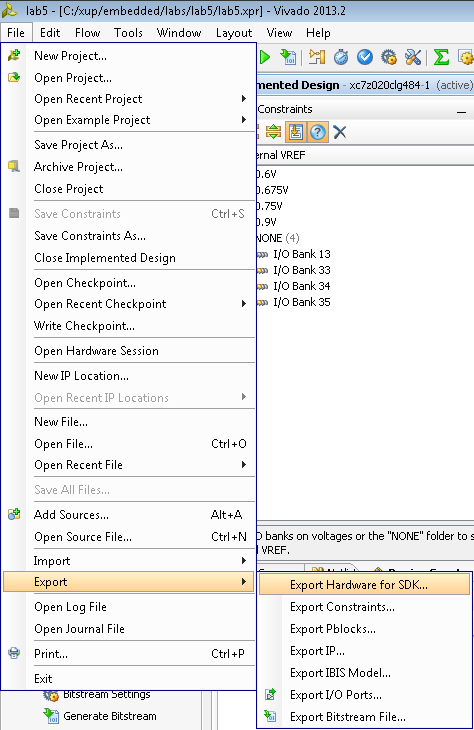 lab5 - [C:/xup/embedded/labs/lab5/lab5.xpr] - Vivado 2013.2
File Edit Flow Tools Window Layout View Help
New Project...
Open Project...
Open Recent Project
Open Example Project
Save Project As...
Archive Project...
Close Project
Save Constraints Ctrl+S
Save Constraints As...
Close Implemented Design
Open Checkpoint...
Open Recent Checkpoint
Write Checkpoint...
Open Hardware Session
New IP Location...
Open Recent IP Locations
New File...
Open File... Ctrl+O
Open Recent File
Save All Files...
Add Sources... Alt+A
Open Source File... Ctrl+N
Import
Export
Open Log File
Open Journal File
Print... Ctrl+P
Exit
Bitstream Settings
Generate Bitstream
mented Design - xc7z020clg484-1 (active)
Constraints
ernal VREF
0.6V
0.675V
0.75V
0.9V
NONE (4)
I/O Bank 13
I/O Bank 33
I/O Bank 34
I/O Bank 35
O banks on voltages or the "NONE" folder to s
l VREF.
Export Hardware for SDK...
Export Constraints...
Export Pblocks...
Export IP...
Export IBIS Model...
Export I/O Ports...
Export Bitstream File...